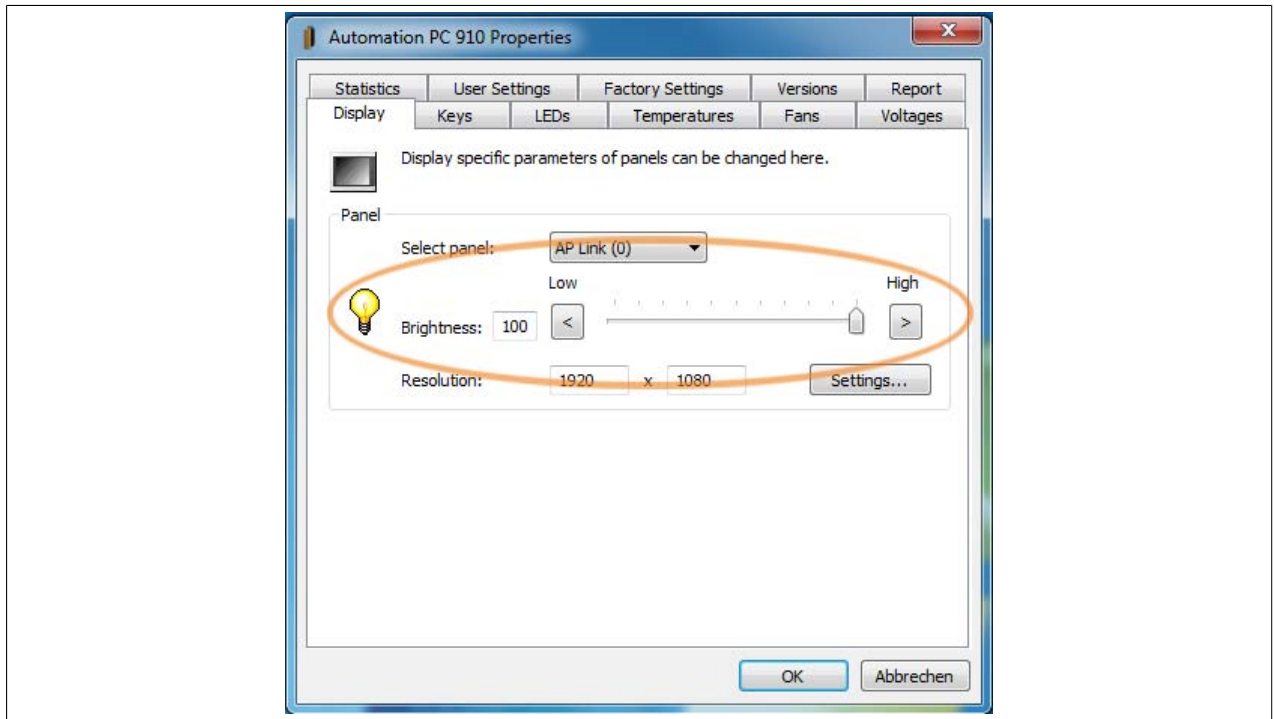 Automation PC 910 Properties
X
Statistics User Settings Factory Settings Versions Report
Display Keys LEDs Temperatures Fans Voltages
Display specific parameters of panels can be changed here.
Panel
Select panel: AP Link (0)
Low High
Brightness: 100 < >
Resolution: 1920 x 1080 Settings...
OK Abbrechen